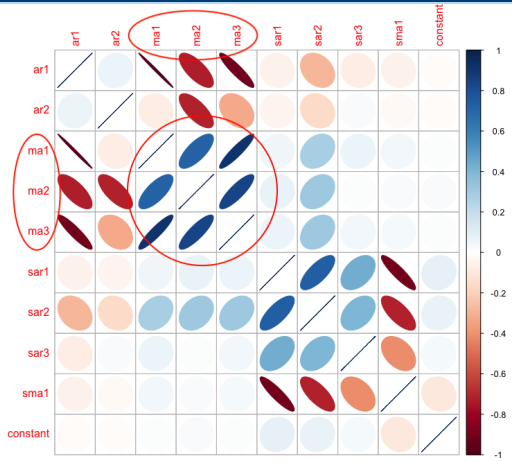 ar1 ar2 ma1 ma2 ma3 sar1 sar2 sar3 sma1 constant
ar1
ar2
ma1
ma2
ma3
sar1
sar2
sar3
sma1
constant
1
0.8
0.6
0.4
0.2
0
-0.2
-0.4
-0.6
-0.8
-1